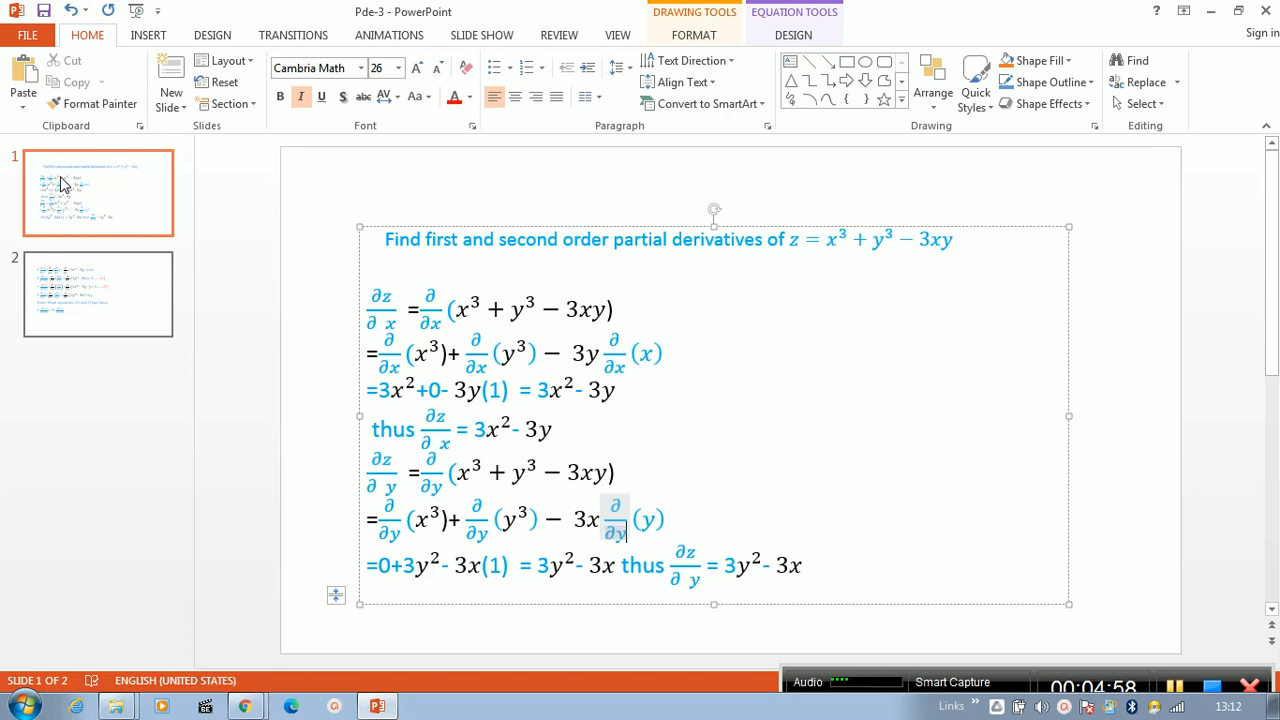 Pde-3 - PowerPoint
DRAWING TOOLS EQUATION TOOLS
Sign in
FILE HOME INSERT DESIGN TRANSITIONS ANIMATIONS SLIDE SHOW REVIEW VIEW FORMAT DESIGN
Paste Cut Copy Format Painter
New Slide Layout Reset Section
Cambria Math 26
Text Direction Align Text Convert to SmartArt
Arrange Quick Styles Shape Fill Shape Outline Shape Effects
Find Replace Select
Clipboard Slides Font Paragraph Drawing Editing
1
2
Find first and second order partial derivatives of z = x³ + y³ − 3xy
∂z/∂ x =∂/∂x(x³ + y³ − 3xy)
=∂/∂x(x³)+ ∂/∂x(y³) − 3y ∂/∂x(x)
=3x²+0- 3y(1) = 3x²- 3y
thus ∂z/∂ x = 3x²- 3y
∂z/∂ y =∂/∂y(x³ + y³ − 3xy)
=∂/∂y(x³)+ ∂/∂y(y³) − 3x ∂/∂y(y)
=0+3y²- 3x(1) = 3y²- 3x thus ∂z/∂ y = 3y²- 3x
SLIDE 1 OF 2 ENGLISH (UNITED STATES)
Audio Smart Capture 00:04:58
Links 13:12